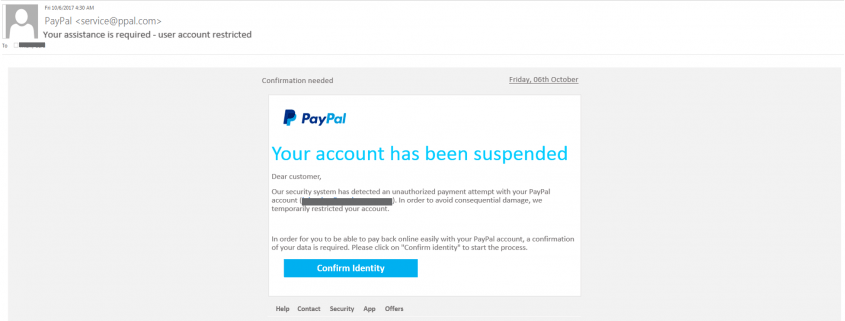 Fri 10/6/2017 4:30 AM
PayPal <service@ppal.com>
Your assistance is required - user account restricted
To
Confirmation needed
Friday, 06th October
PayPal
Your account has been suspended
Dear customer,
Our security system has detected an unauthorized payment attempt with your PayPal
account ( ). In order to avoid consequential damage, we
temporarily restricted your account.
In order for you to be able to pay back online easily with your PayPal account, a confirmation
of your data is required. Please click on "Confirm identity" to start the process.
Confirm identity
Help Contact Security App Offers